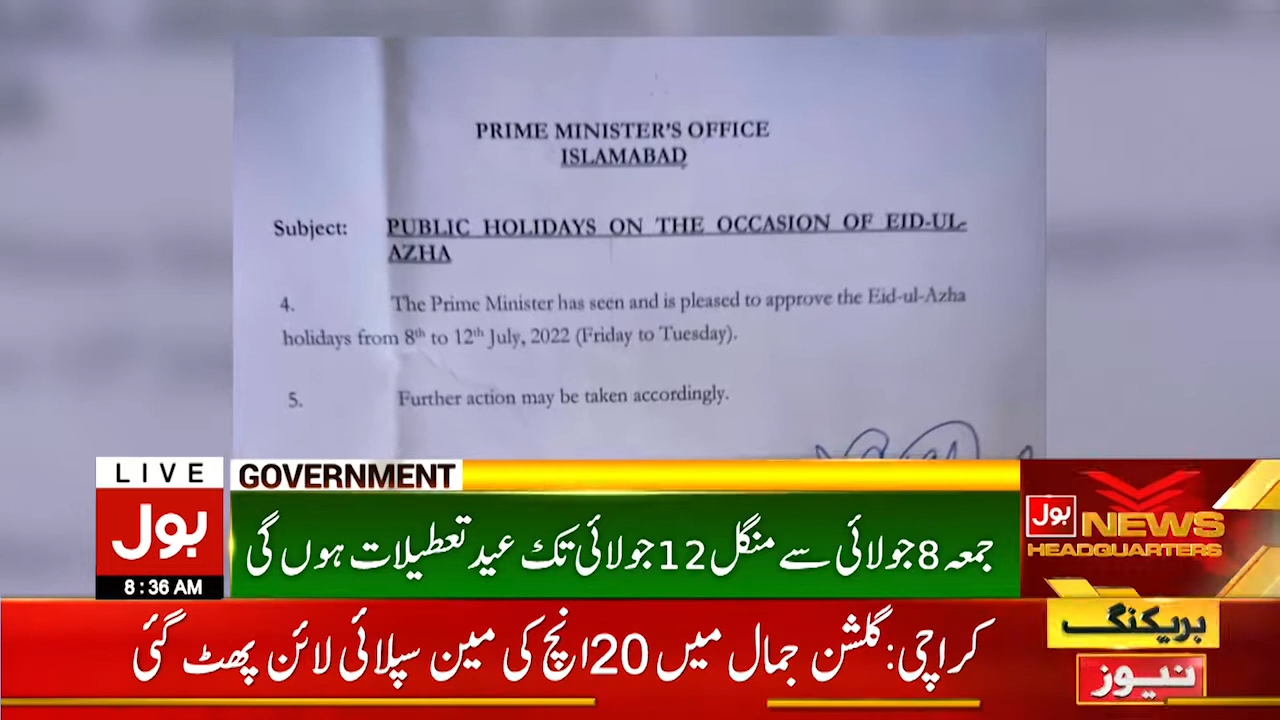 PRIME MINISTER'S OFFICE
ISLAMABAD
Subject: PUBLIC HOLIDAYS ON THE OCCASION OF EID-UL-
AZHA
4. The Prime Minister has seen and is pleased to approve the Eid-ul-Azha
holidays from 8th to 12th July, 2022 (Friday to Tuesday).
5. Further action may be taken accordingly.
LIVE
بول
8:36 AM
GOVERNMENT
جمعہ 8 جولائی سے منگل 12 جولائی تک عید تعطیلات ہوں گی
بول NEWS
HEADQUARTERS
کراچی: گلشن جمال میں 20 انچ کی مین سپلائی لائن پھٹ گئی
بریکنگ
نیوز